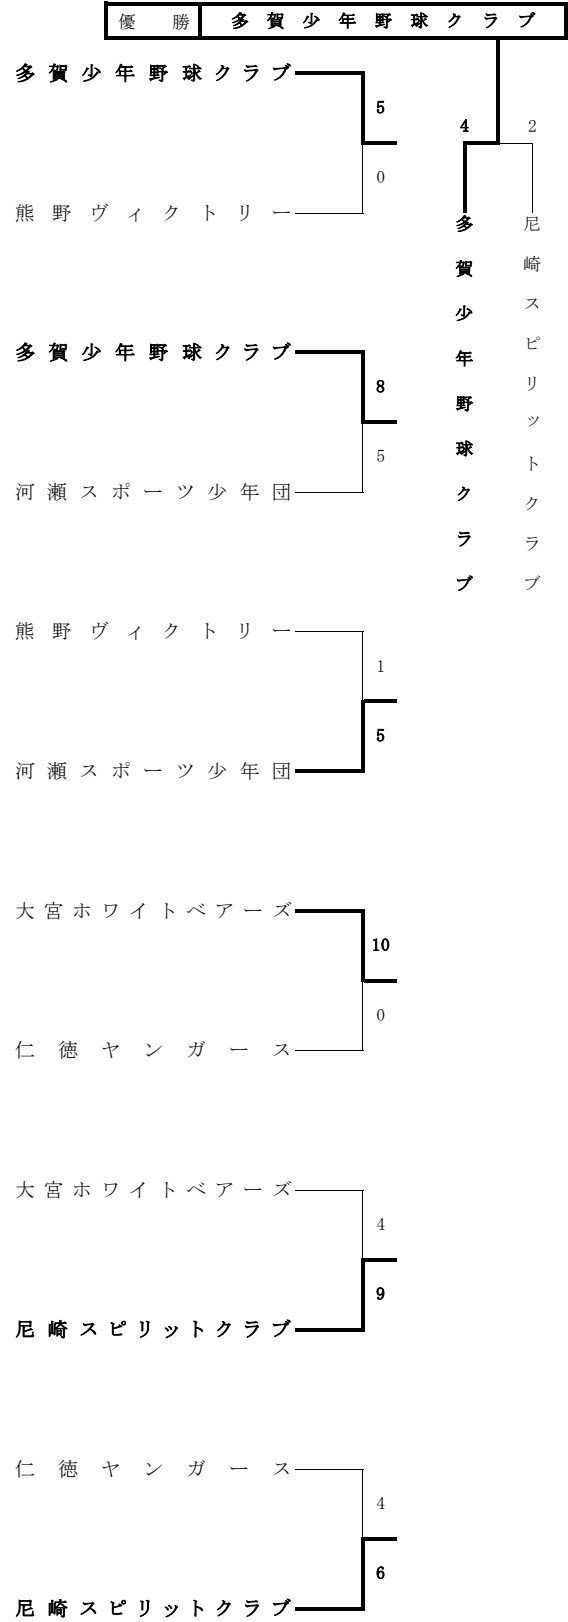 優勝 多賀少年野球クラブ
多賀少年野球クラブ
5
4 2
0
熊野ヴィクトリー
多賀少年野球クラブ
尼崎スピリットクラブ
多賀少年野球クラブ
8
5
河瀬スポーツ少年団
熊野ヴィクトリー
1
5
河瀬スポーツ少年団
大宮ホワイトベアーズ
10
0
仁徳ヤンガース
大宮ホワイトベアーズ
4
9
尼崎スピリットクラブ
仁徳ヤンガース
4
6
尼崎スピリットクラブ